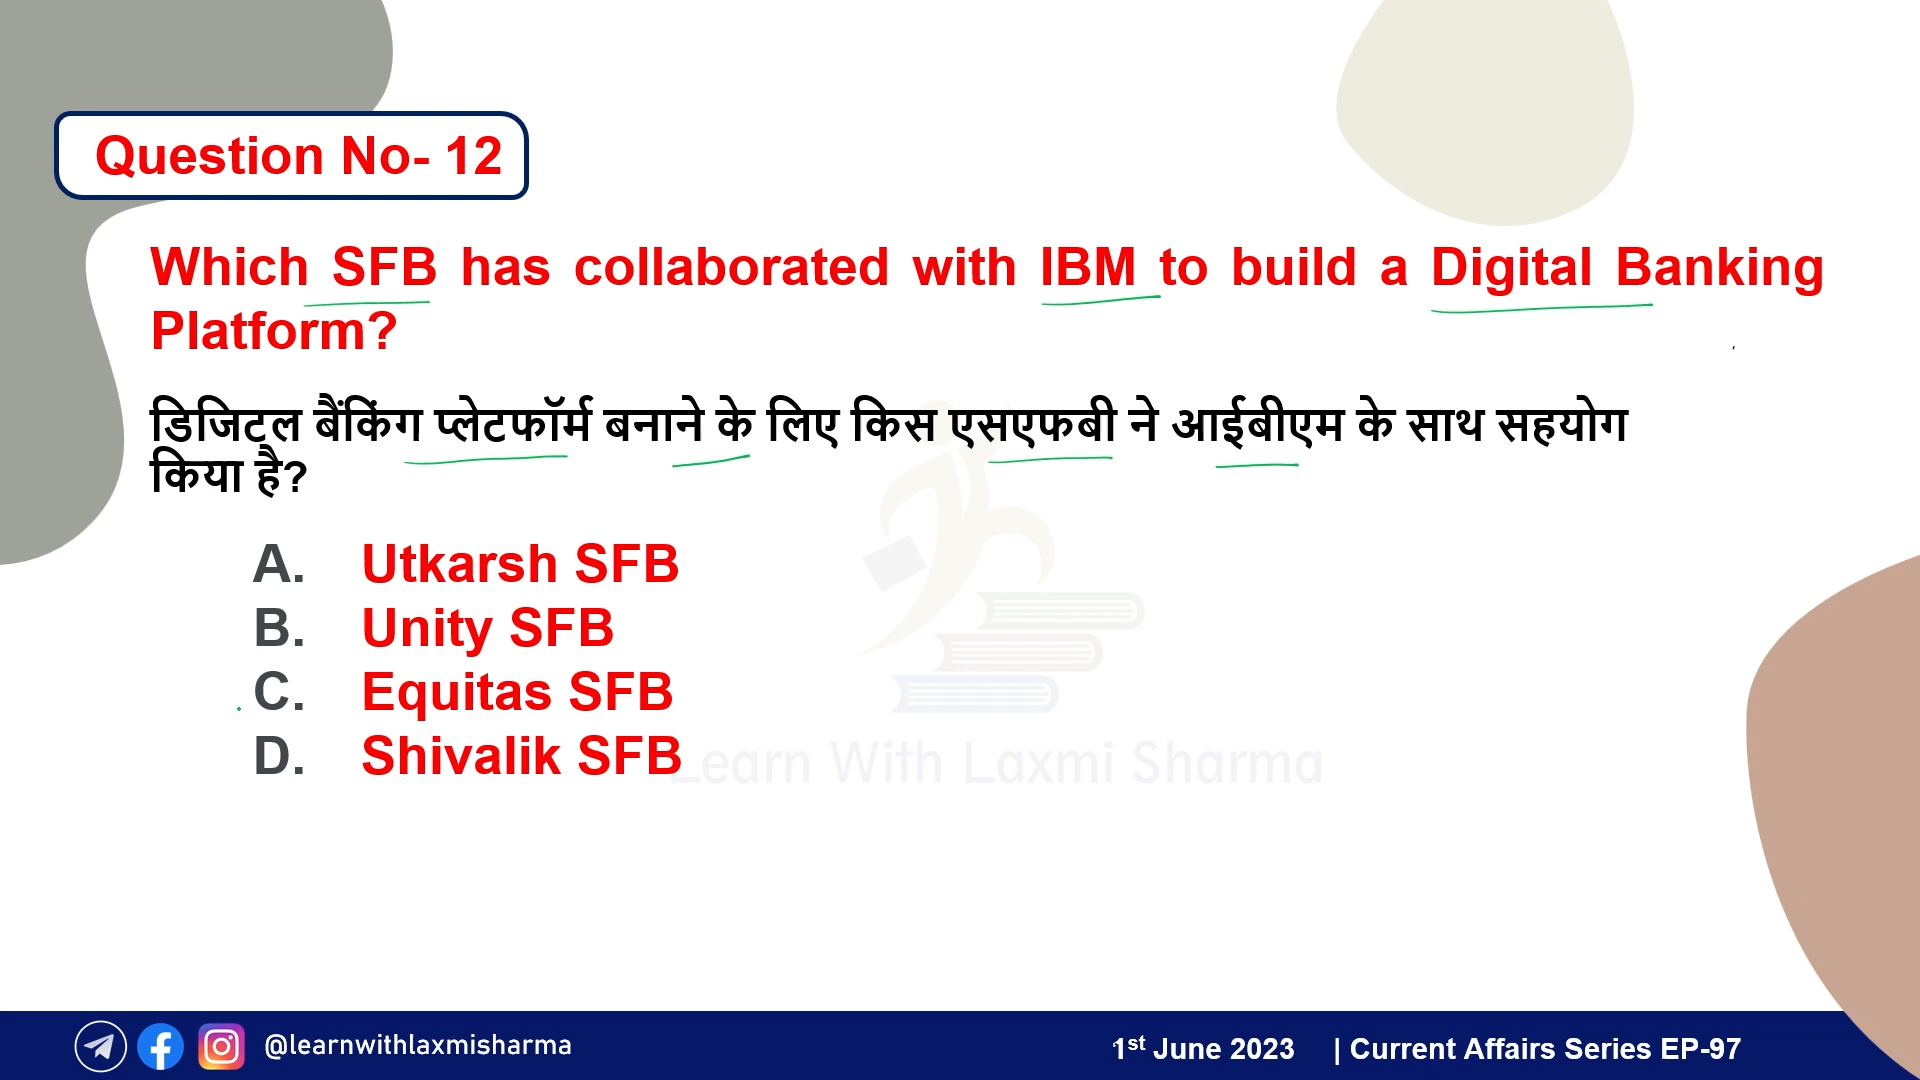 Question No- 12
Which SFB has collaborated with IBM to build a Digital Banking
Platform?
डिजिटल बैंकिंग प्लेटफॉर्म बनाने के लिए किस एसएफबी ने आईबीएम के साथ सहयोग
किया है?
A. Utkarsh SFB
B. Unity SFB
C. Equitas SFB
D. Shivalik SFB
Learn With Laxmi Sharma
@learnwithlaxmisharma
1st June 2023 | Current Affairs Series EP-97